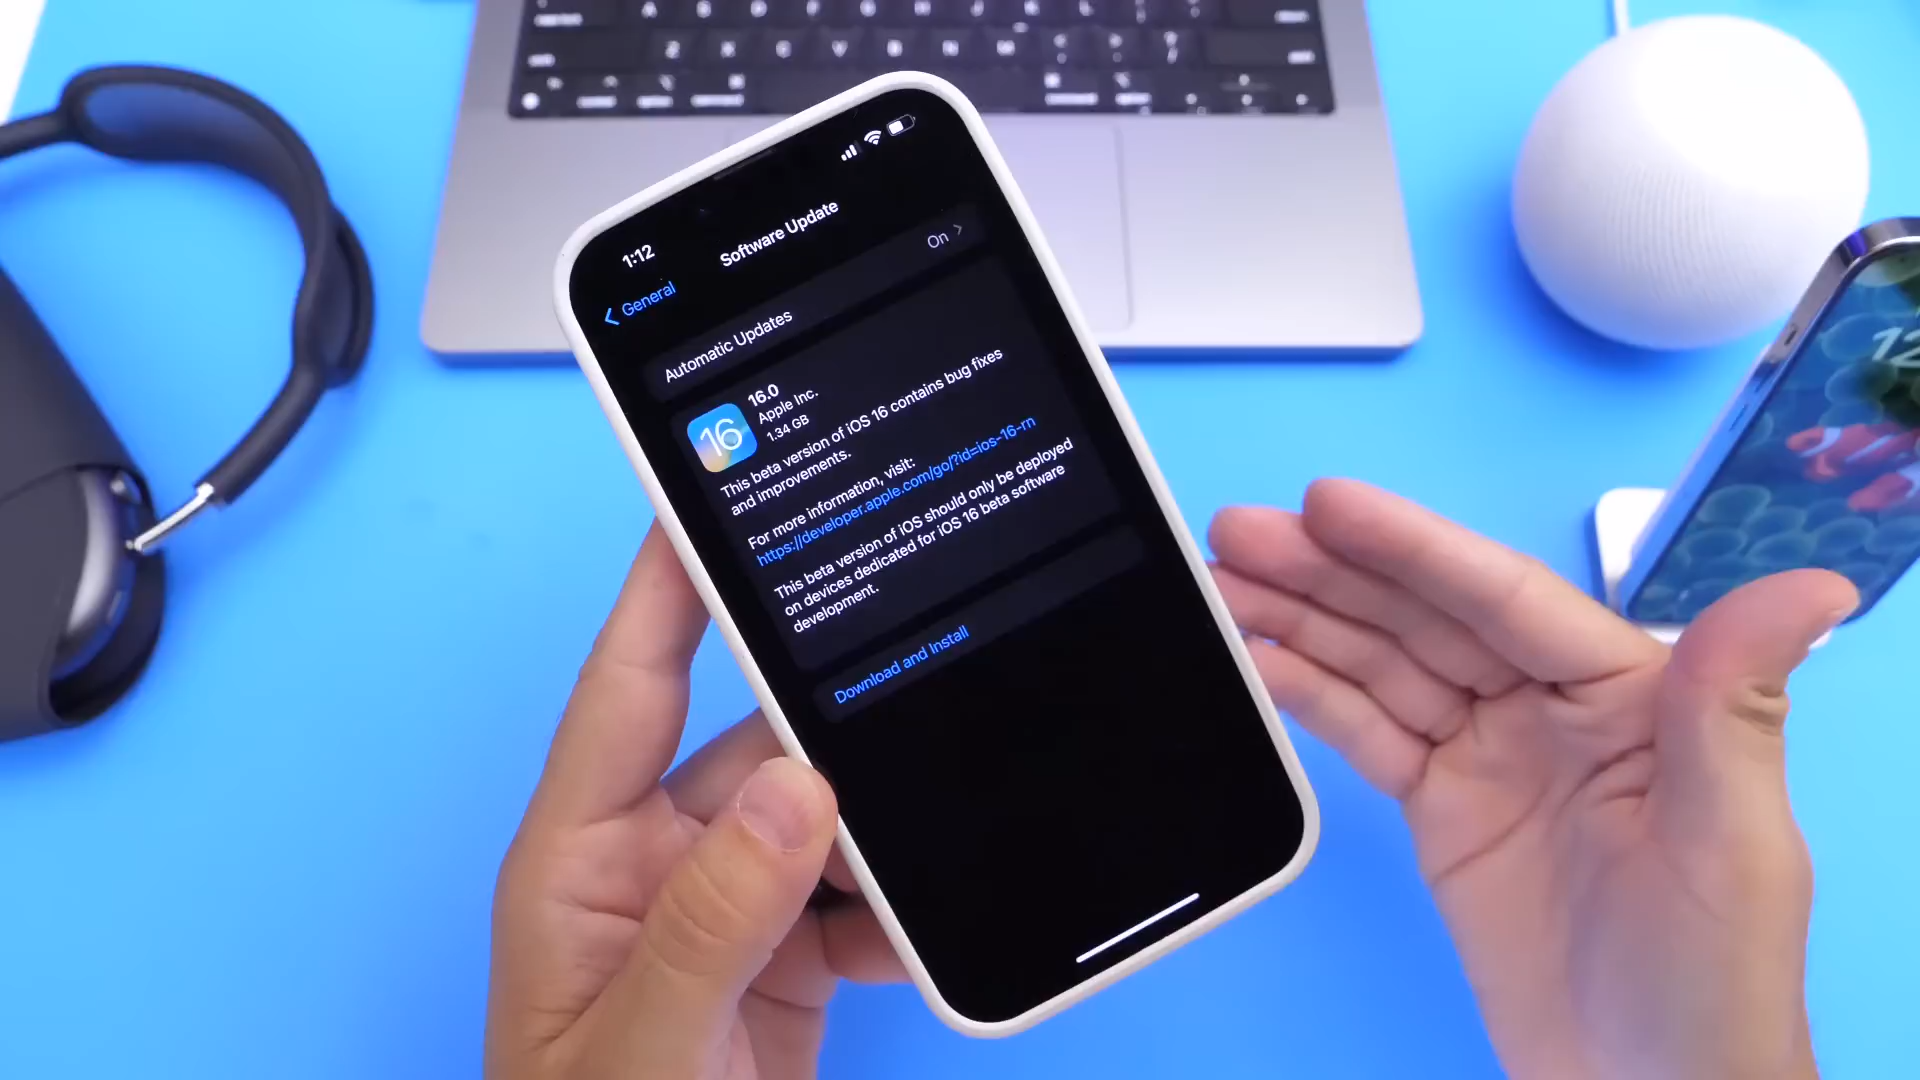 1:12
Software Update
General
Automatic Updates
On
16
16.0
Apple Inc.
1.34 GB
This beta version of iOS 16 contains bug fixes
and improvements.
For more information, visit:
https://developer.apple.com/go/?id=ios-16-rn
This beta version of iOS should only be deployed
on devices dedicated for iOS 16 beta software
development.
Download and Install
A S D F G H J K L
Z X C V B N M
12